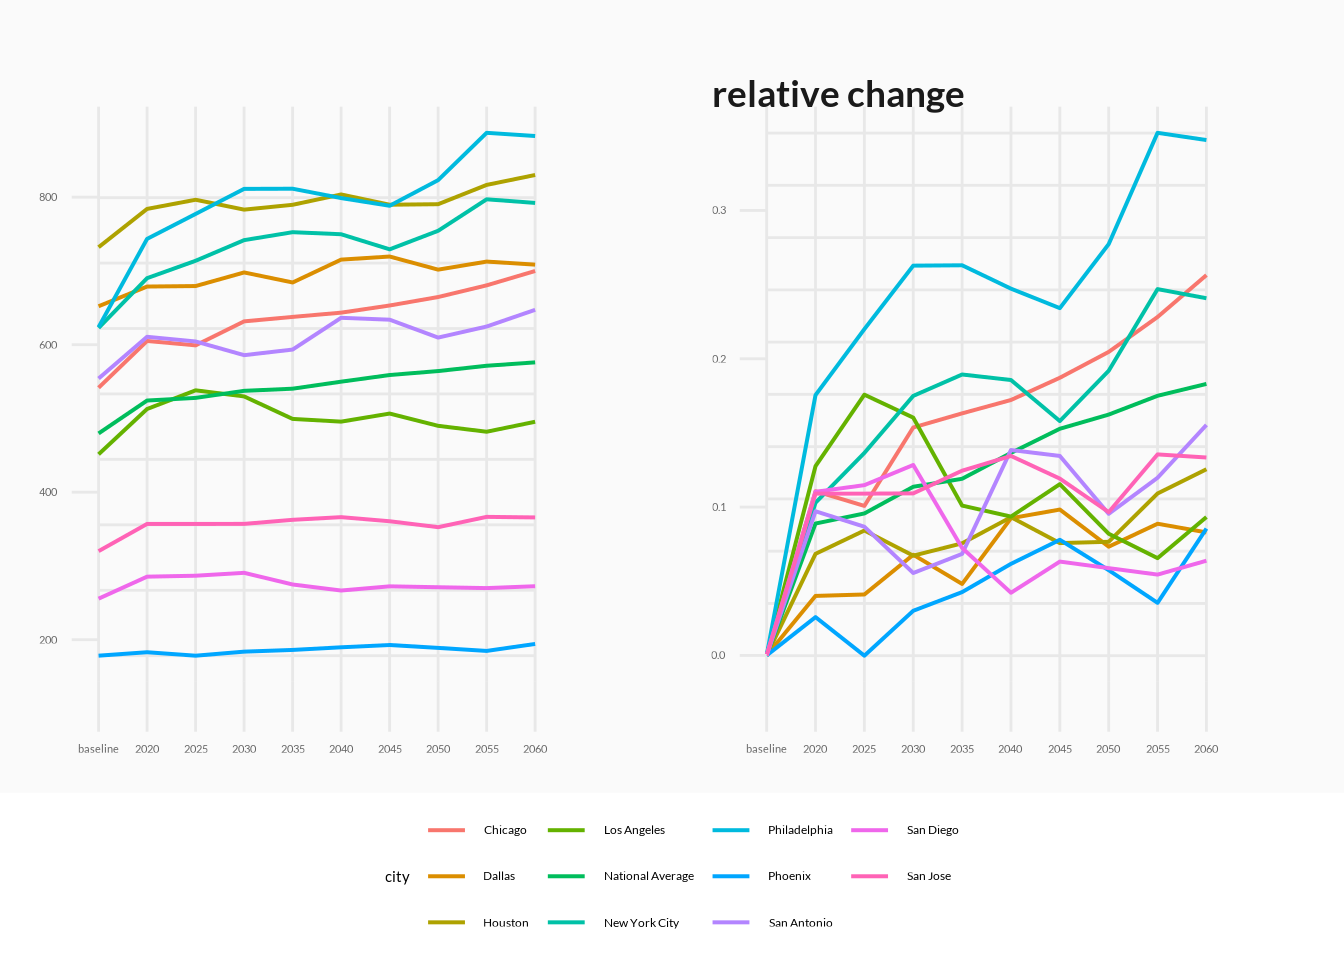 relative change
800
600
400
200
baseline 2020 2025 2030 2035 2040 2045 2050 2055 2060
0.3
0.2
0.1
0.0
baseline 2020 2025 2030 2035 2040 2045 2050 2055 2060
city
Chicago
Dallas
Houston
Los Angeles
National Average
New York City
Philadelphia
Phoenix
San Antonio
San Diego
San Jose